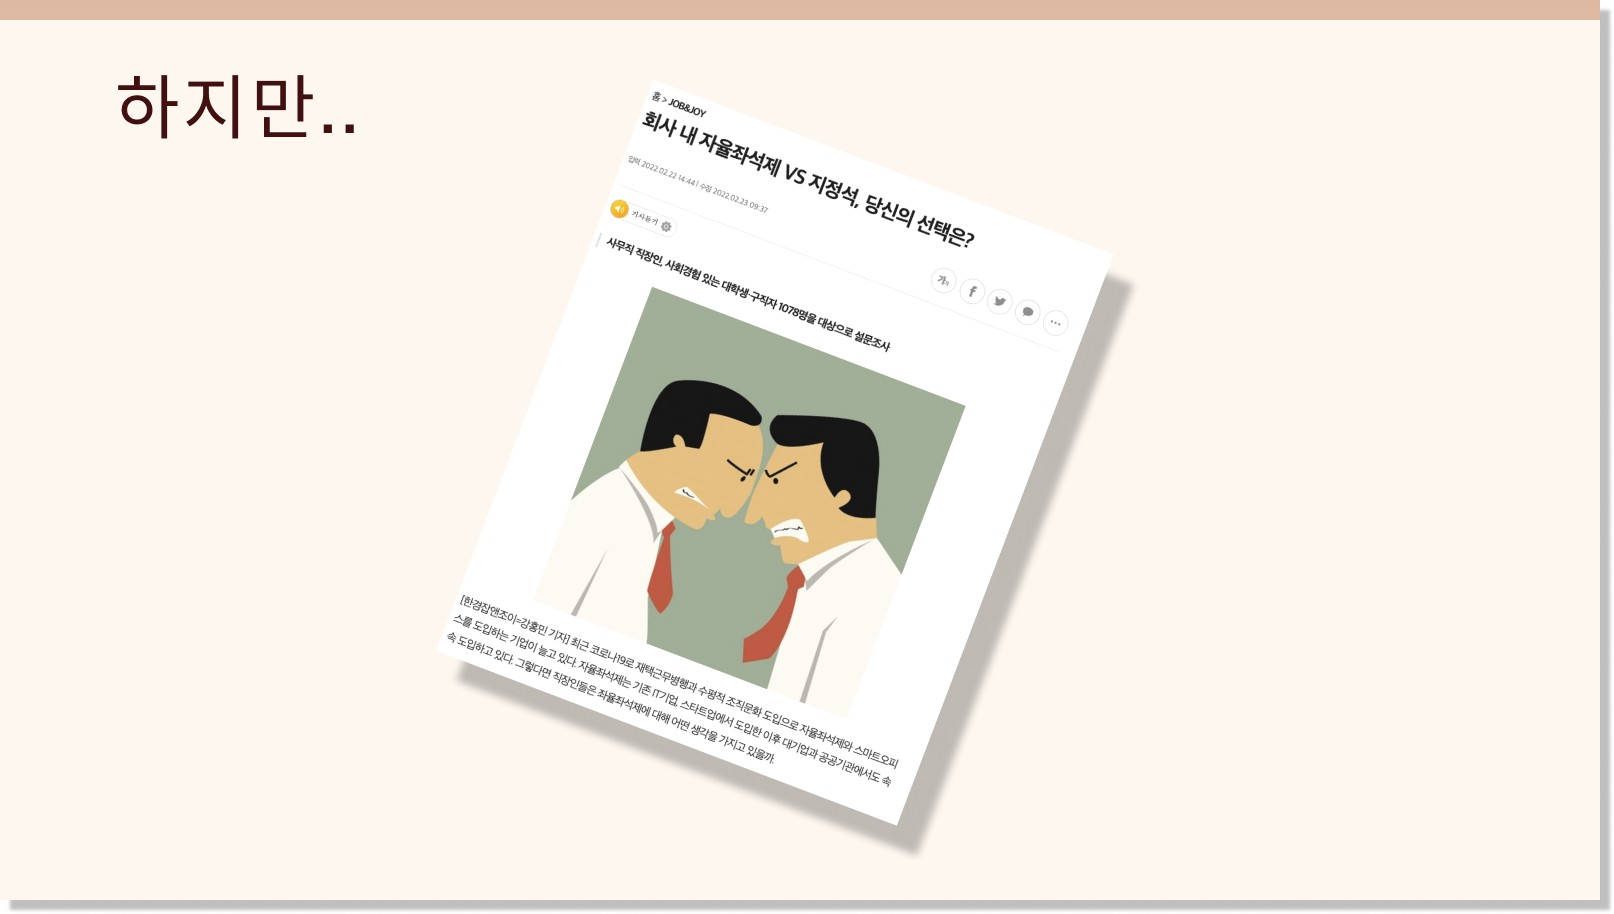 하지만..
홈 > JOB&JOY
회사 내 자율좌석제 VS 지정석, 당신의 선택은?
입력 2022.02.22 14:44 | 수정 2022.02.23 09:37
기사듣기
가
사무직 직장인, 사회경험 있는 대학생·구직자 1078명을 대상으로 설문조사
[한경잡앤조이=강홍민 기자] 최근 코로나19로 재택근무병행과 수평적 조직문화 도입으로 자율좌석제와 스마트오피
스를 도입하는 기업이 늘고 있다. 자율좌석제는 기존 IT기업, 스타트업에서 도입한 이후 대기업과 공공기관에서도 속
속 도입하고 있다. 그렇다면 직장인들은 좌율좌석제에 대해 어떤 생각을 가지고 있을까.